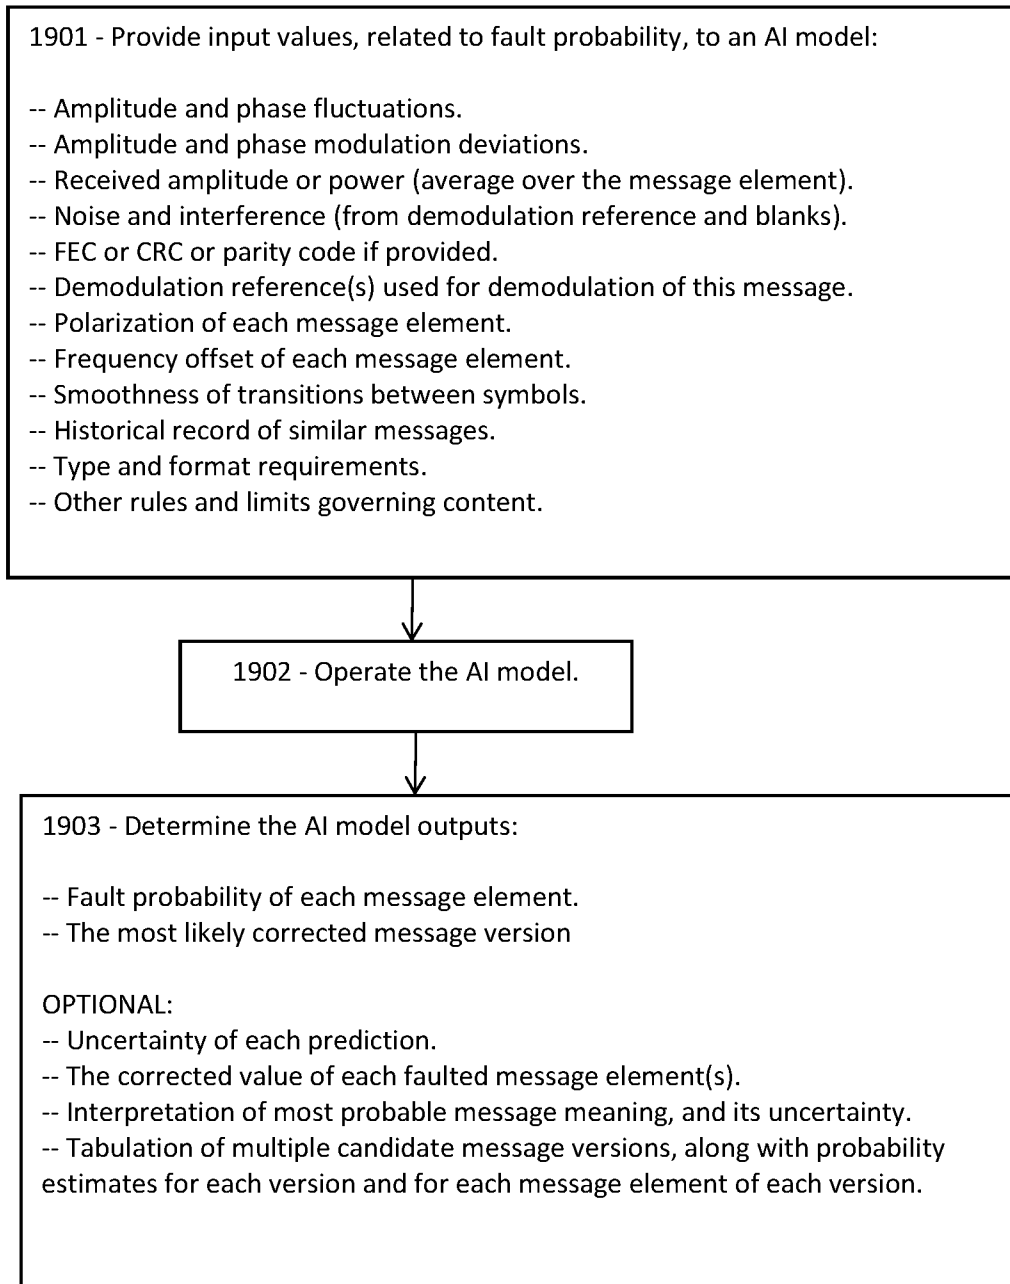 1901 - Provide input values, related to fault probability, to an AI model:
-- Amplitude and phase fluctuations.
-- Amplitude and phase modulation deviations.
-- Received amplitude or power (average over the message element).
-- Noise and interference (from demodulation reference and blanks).
-- FEC or CRC or parity code if provided.
-- Demodulation reference(s) used for demodulation of this message.
-- Polarization of each message element.
-- Frequency offset of each message element.
-- Smoothness of transitions between symbols.
-- Historical record of similar messages.
-- Type and format requirements.
-- Other rules and limits governing content.
1902 - Operate the AI model.
1903 - Determine the AI model outputs:
-- Fault probability of each message element.
-- The most likely corrected message version
OPTIONAL:
-- Uncertainty of each prediction.
-- The corrected value of each faulted message element(s).
-- Interpretation of most probable message meaning, and its uncertainty.
-- Tabulation of multiple candidate message versions, along with probability
estimates for each version and for each message element of each version.